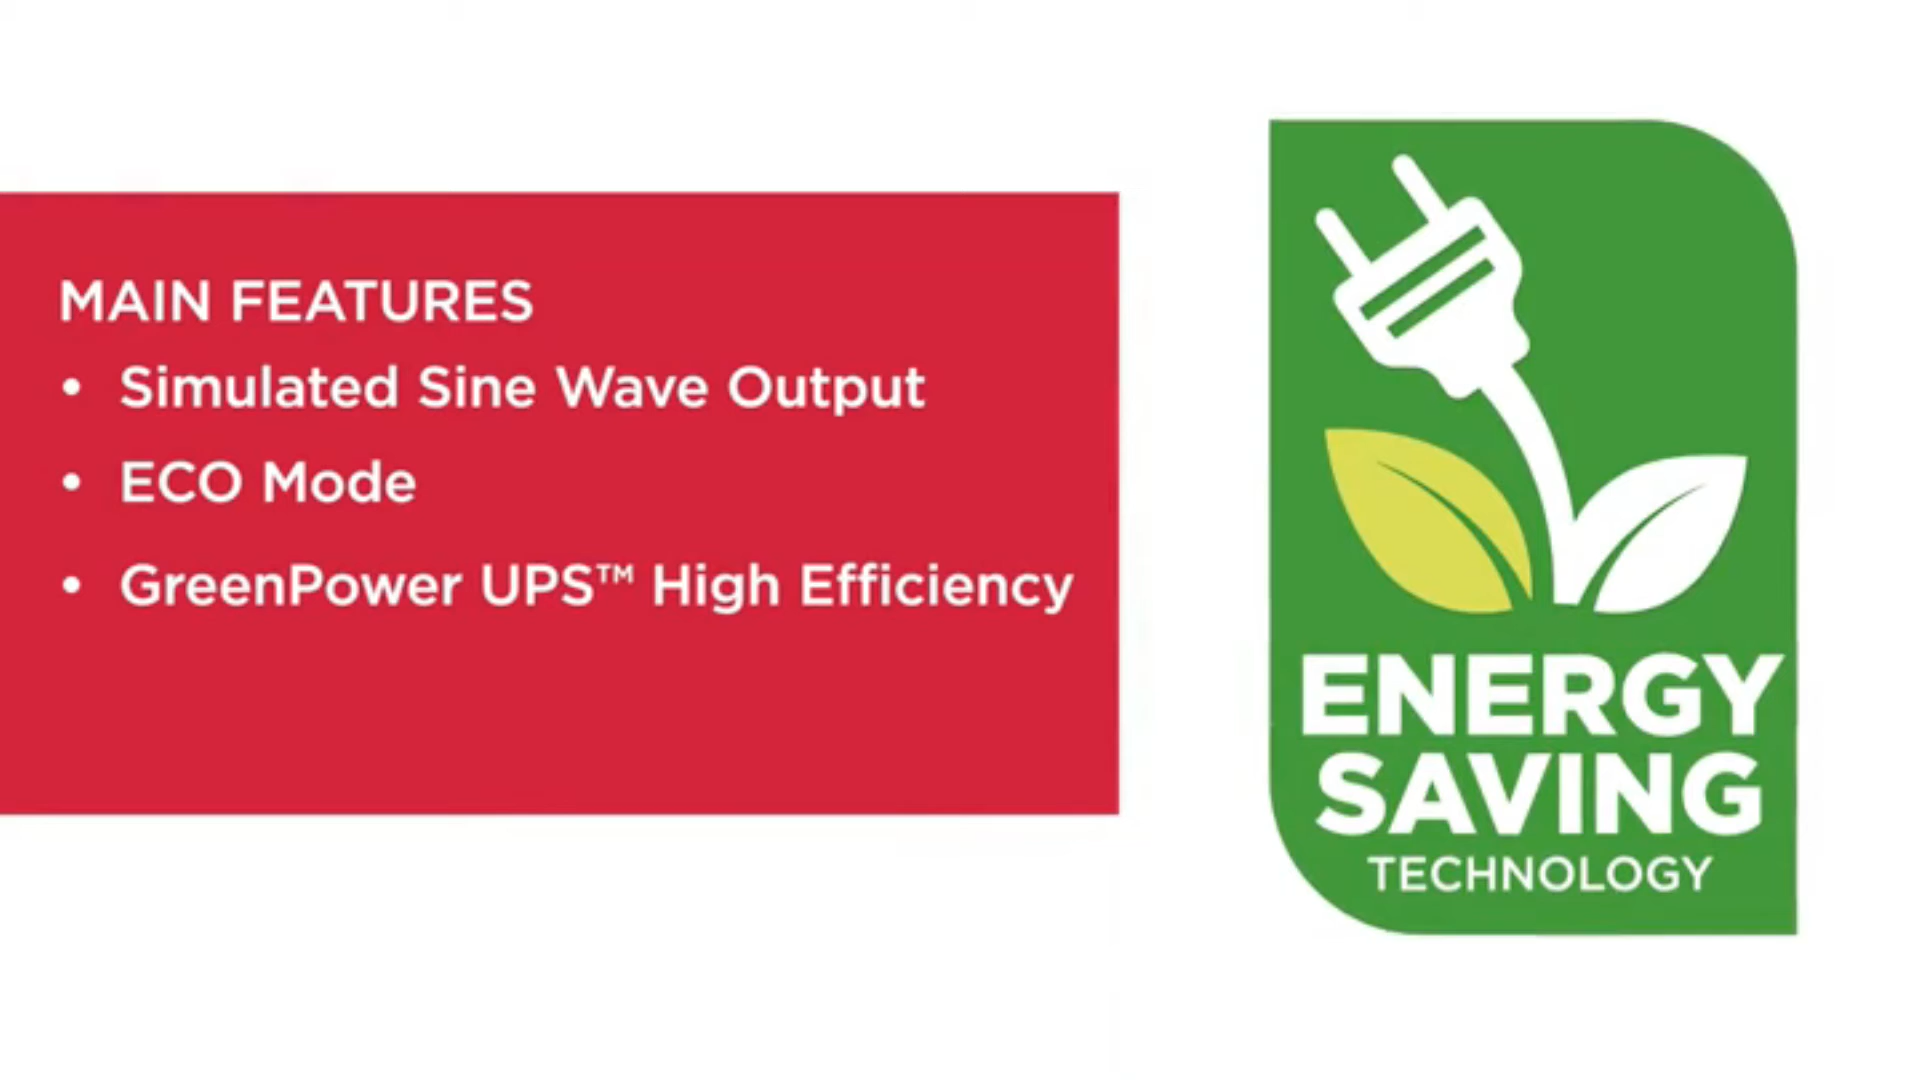 MAIN FEATURES
• Simulated Sine Wave Output
• ECO Mode
• GreenPower UPS™ High Efficiency
ENERGY
SAVING
TECHNOLOGY